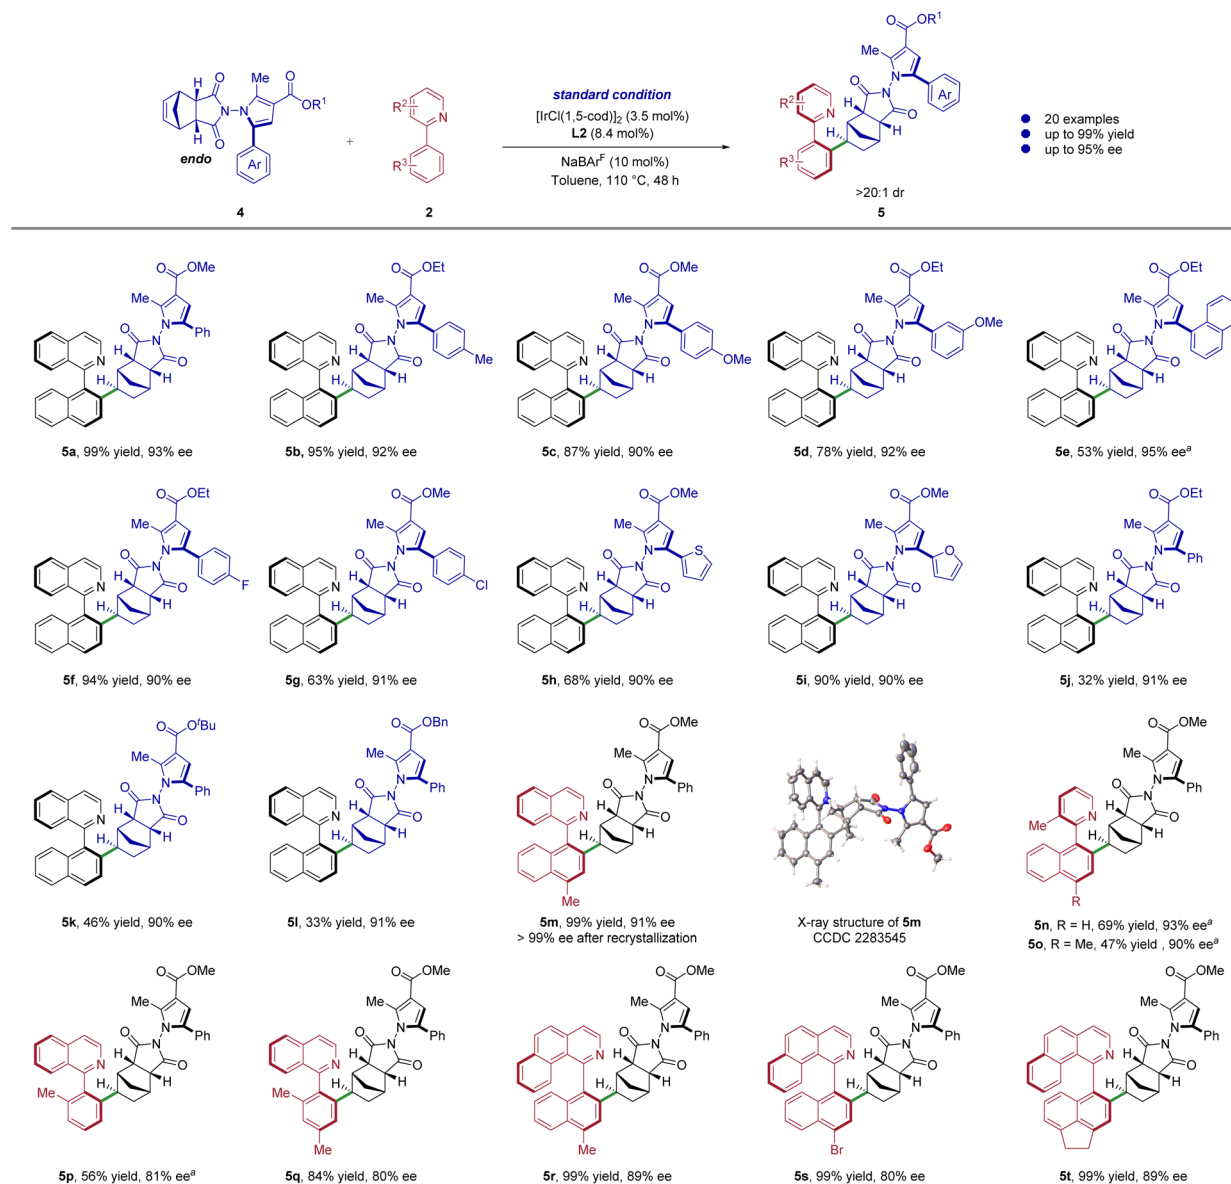 standard condition
[IrCl(1,5-cod)]2 (3.5 mol%)
L2 (8.4 mol%)
NaBArF (10 mol%)
Toluene, 110 °C, 48 h
endo
4
+
2
>20:1 dr
5
20 examples
up to 99% yield
up to 95% ee
5a, 99% yield, 93% ee
5b, 95% yield, 92% ee
5c, 87% yield, 90% ee
5d, 78% yield, 92% ee
5e, 53% yield, 95% eea
5f, 94% yield, 90% ee
5g, 63% yield, 91% ee
5h, 68% yield, 90% ee
5i, 90% yield, 90% ee
5j, 32% yield, 91% ee
5k, 46% yield, 90% ee
5l, 33% yield, 91% ee
5m, 99% yield, 91% ee
> 99% ee after recrystallization
X-ray structure of 5m
CCDC 2283545
5n, R = H, 69% yield, 93% eea
5o, R = Me, 47% yield , 90% eea
5p, 56% yield, 81% eea
5q, 84% yield, 80% ee
5r, 99% yield, 89% ee
5s, 99% yield, 80% ee
5t, 99% yield, 89% ee